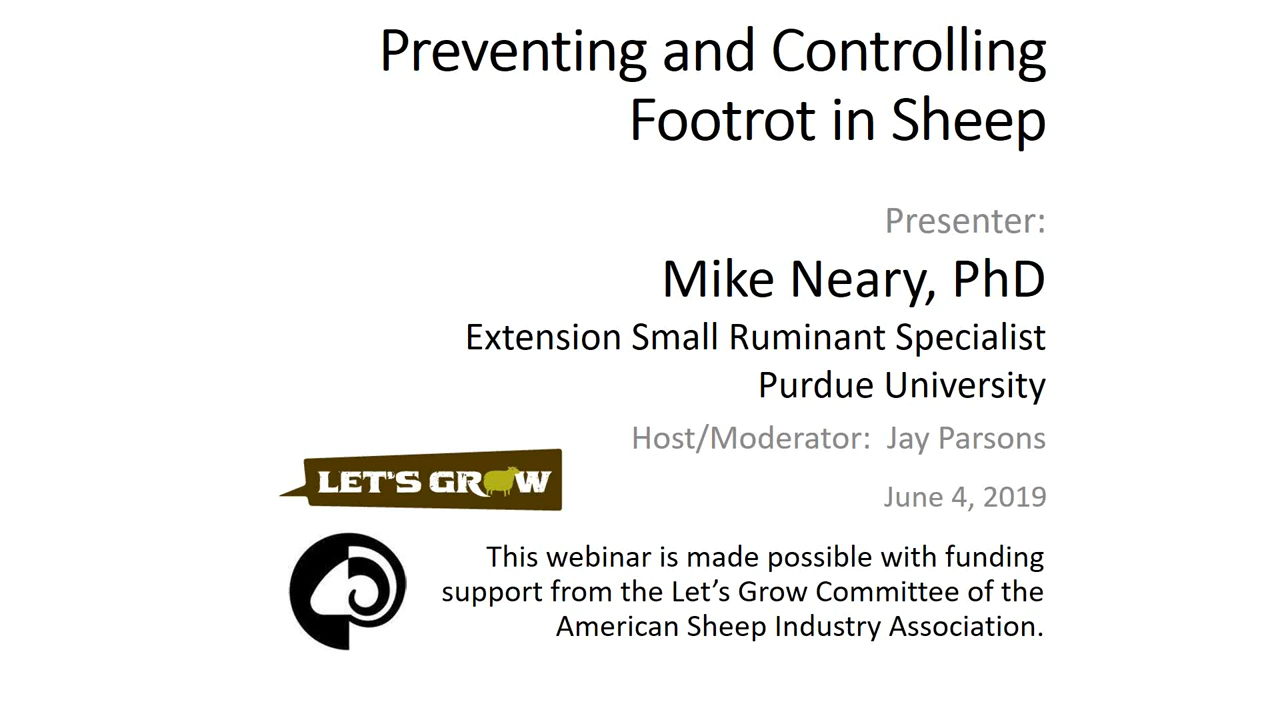 Preventing and Controlling
Footrot in Sheep
Presenter:
Mike Neary, PhD
Extension Small Ruminant Specialist
Purdue University
Host/Moderator:  Jay Parsons
LET'S GROW
June 4, 2019
This webinar is made possible with funding
support from the Let’s Grow Committee of the
American Sheep Industry Association.